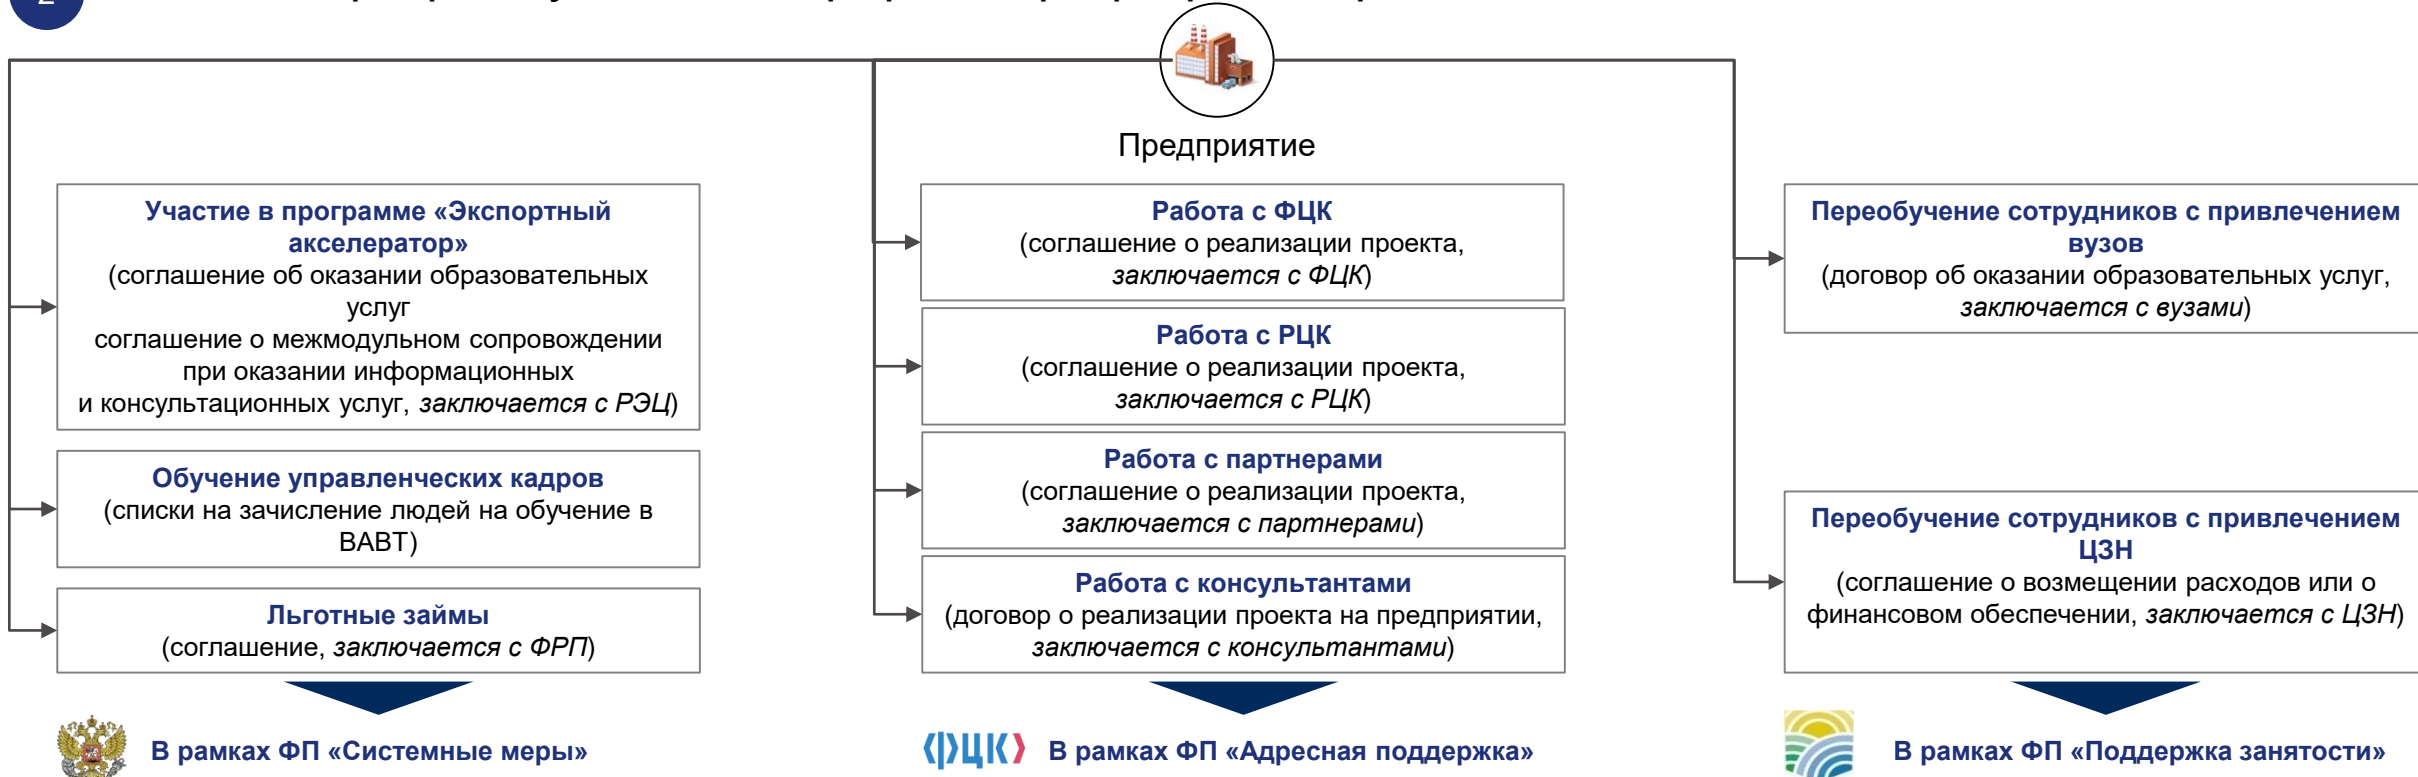 Предприятие
Участие в программе «Экспортный
акселератор»
(соглашение об оказании образовательных
услуг
соглашение о межмодульном сопровождении
при оказании информационных
и консультационных услуг, заключается с РЭЦ)
Обучение управленческих кадров
(списки на зачисление людей на обучение в
ВАВТ)
Льготные займы
(соглашение, заключается с ФРП)
В рамках ФП «Системные меры»
Работа с ФЦК
(соглашение о реализации проекта,
заключается с ФЦК)
Работа с РЦК
(соглашение о реализации проекта,
заключается с РЦК)
Работа с партнерами
(соглашение о реализации проекта,
заключается с партнерами)
Работа с консультантами
(договор о реализации проекта на предприятии,
заключается с консультантами)
ФЦК В рамках ФП «Адресная поддержка»
Переобучение сотрудников с привлечением
вузов
(договор об оказании образовательных услуг,
заключается с вузами)
Переобучение сотрудников с привлечением
ЦЗН
(соглашение о возмещении расходов или о
финансовом обеспечении, заключается с ЦЗН)
В рамках ФП «Поддержка занятости»